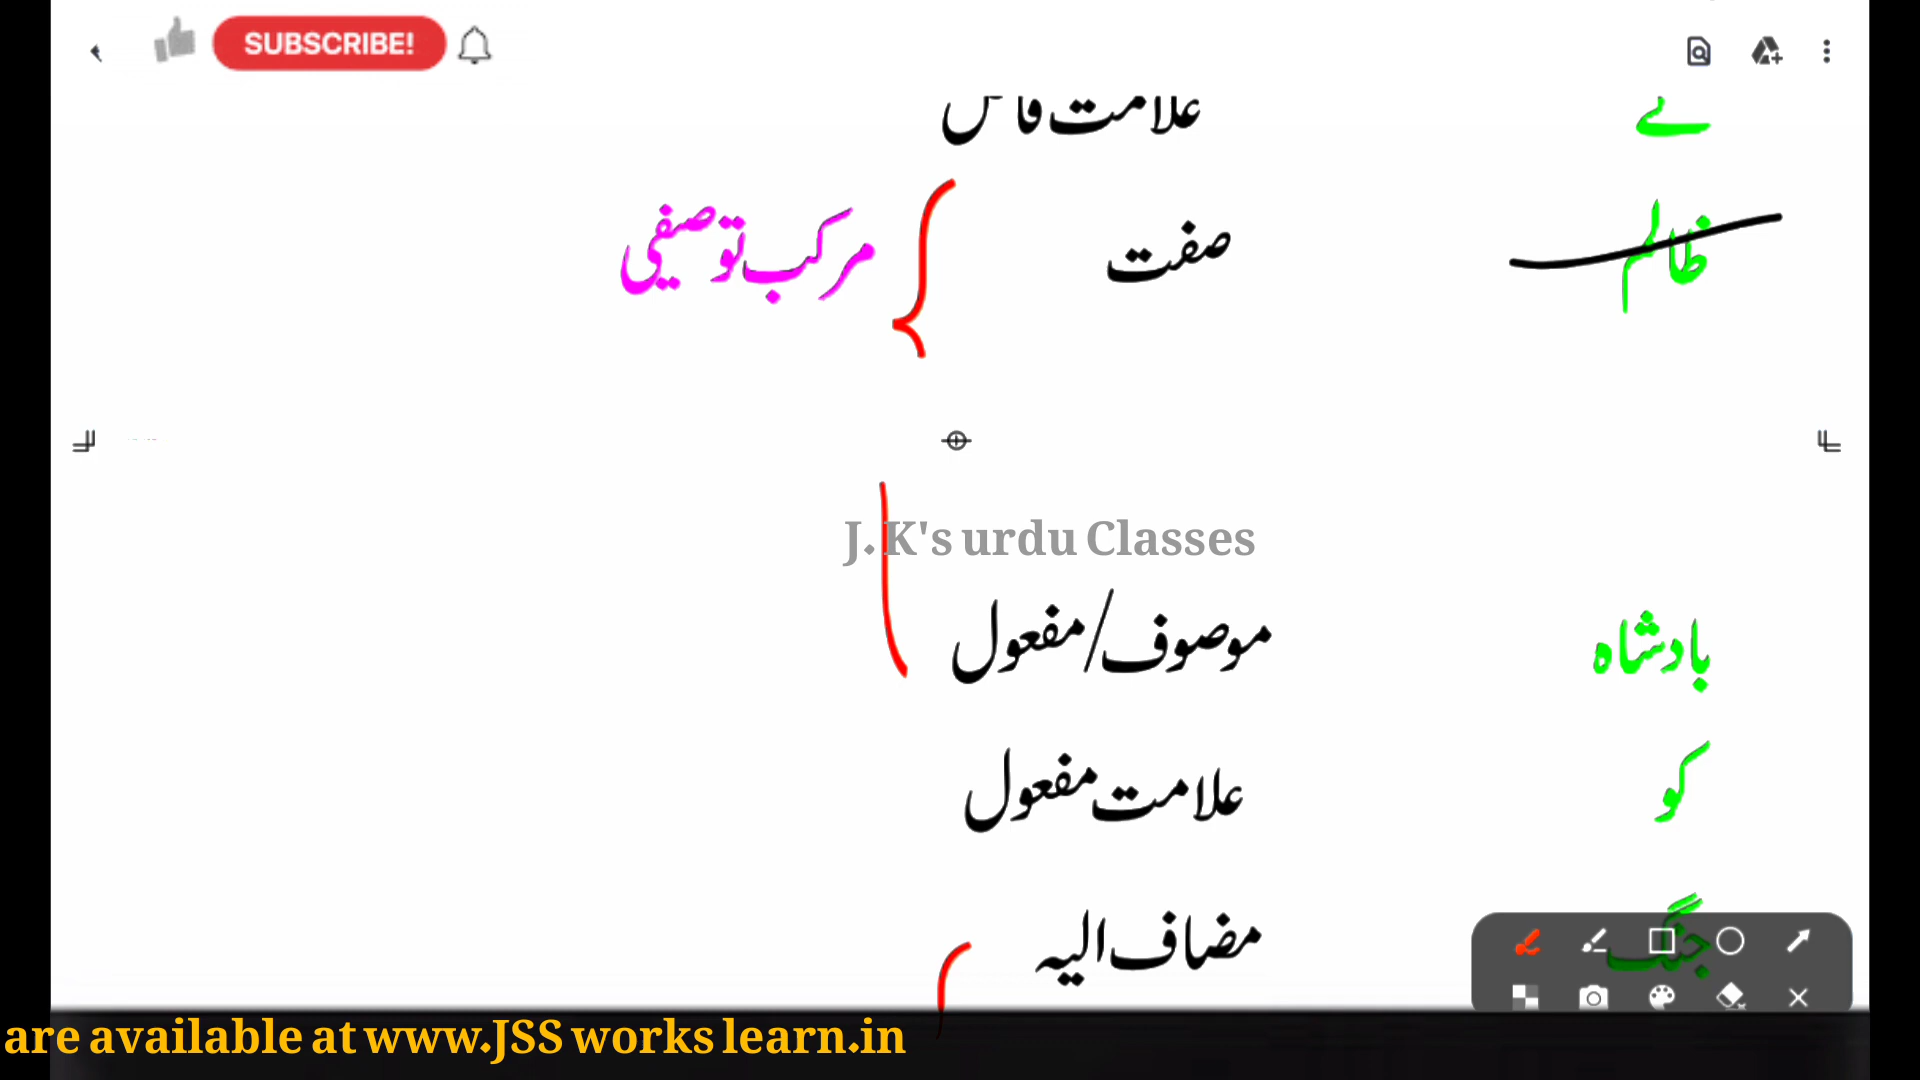 SUBSCRIBE!
نے علامت فاعل
ظالم صفت مرکب توصیفی
J.K's urdu Classes
بادشاہ موصوف/مفعول
کو علامت مفعول
جنگ مضاف الیہ
are available at www.JSS works learn.in